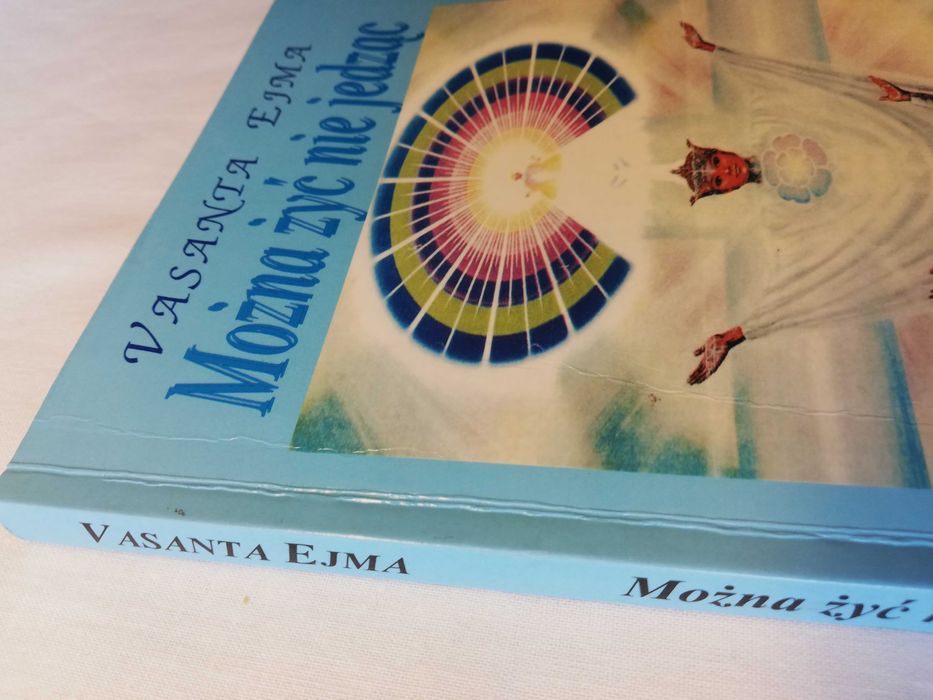 VASANTA EJMA
Można żyć nie jedząc
VASANTA EJMA
Można żyć